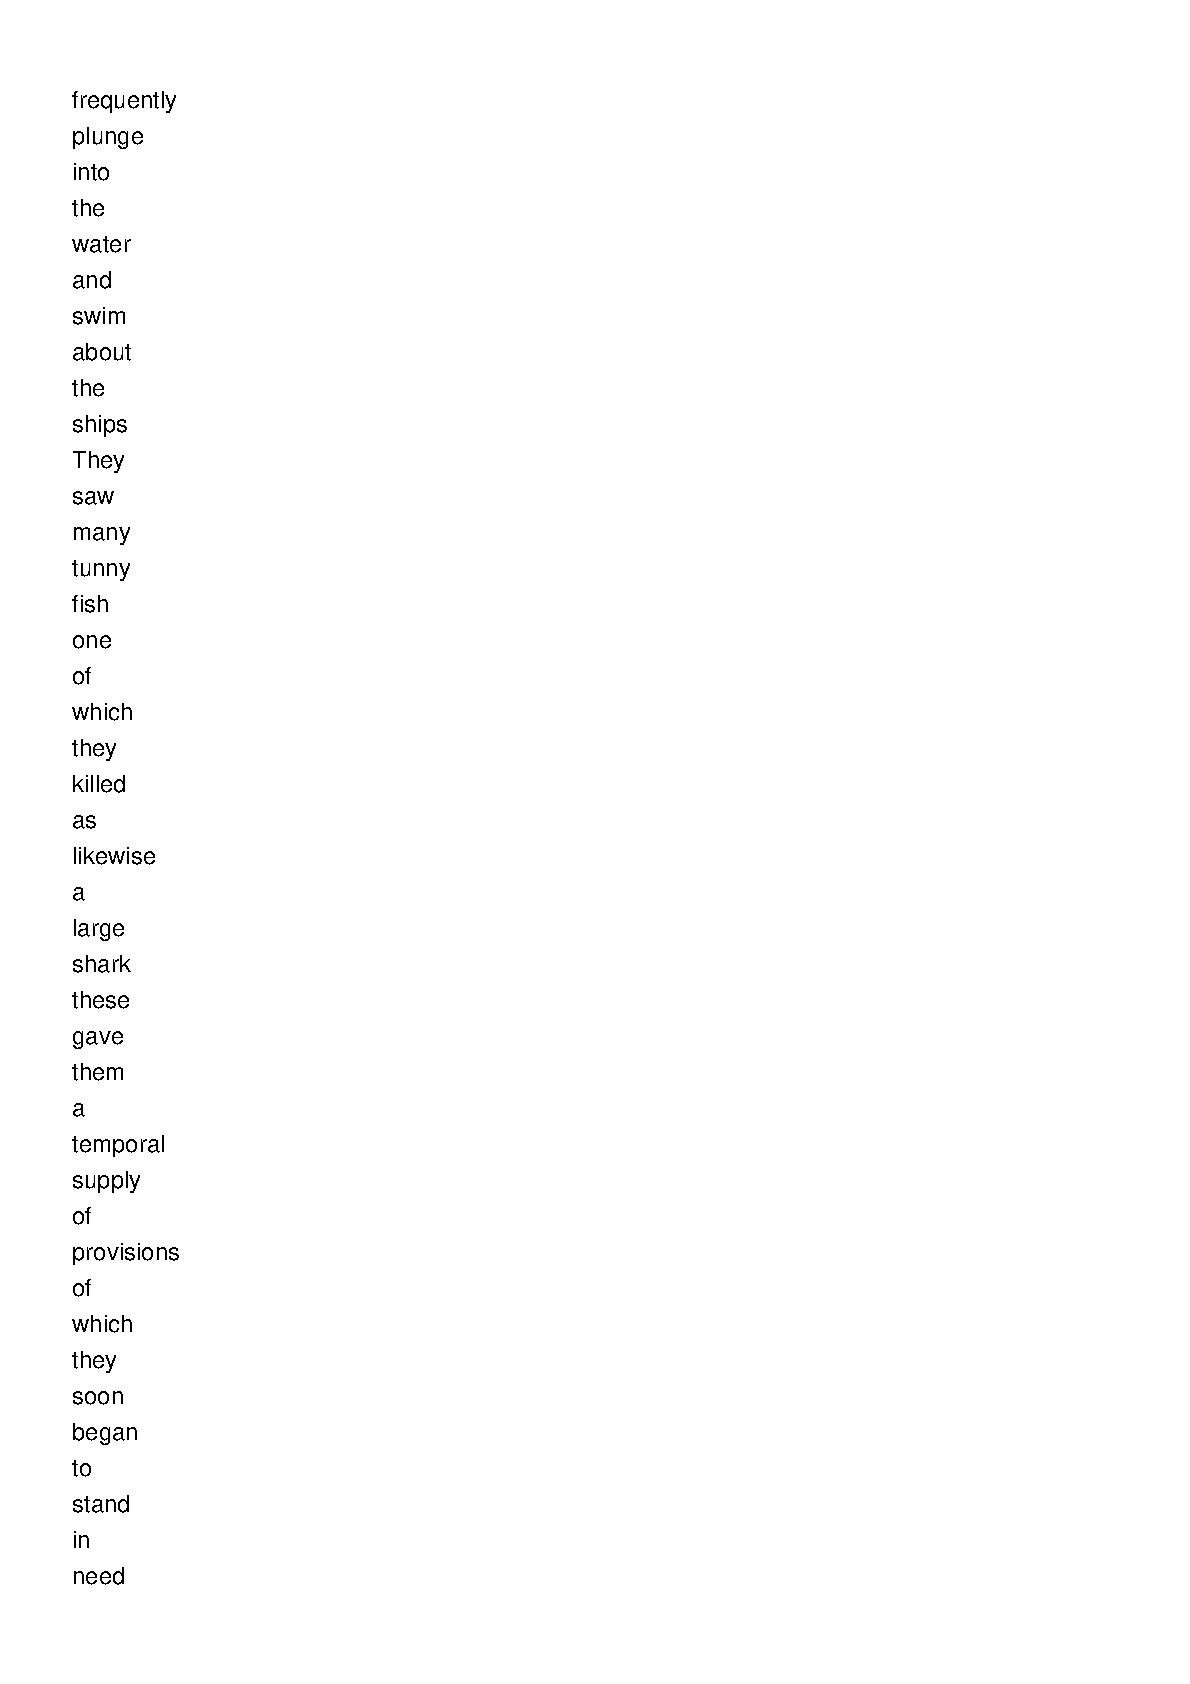 frequently
plunge
into
the
water
and
swim
about
the
ships
They
saw
many
tunny
fish
one
of
which
they
killed
as
likewise
a
large
shark
these
gave
them
a
temporal
supply
of
provisions
of
which
they
soon
began
to
stand
in
need